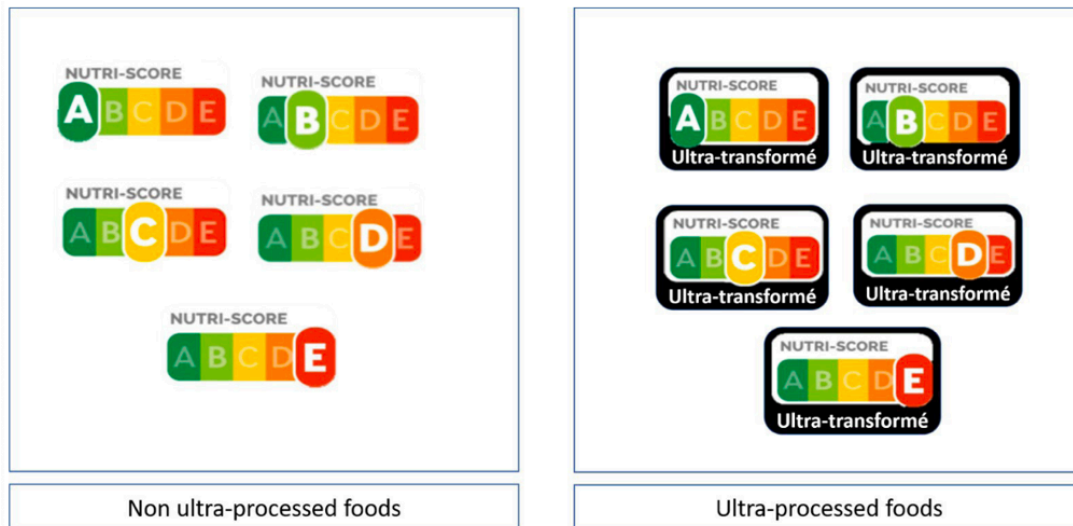 NUTRI-SCORE
A B C D E
NUTRI-SCORE
A B C D E
NUTRI-SCORE
A B C D E
NUTRI-SCORE
A B C D E
NUTRI-SCORE
A B C D E
Non ultra-processed foods
NUTRI-SCORE
A B C D E
Ultra-transformé
NUTRI-SCORE
A B C D E
Ultra-transformé
NUTRI-SCORE
A B C D E
Ultra-transformé
NUTRI-SCORE
A B C D E
Ultra-transformé
NUTRI-SCORE
A B C D E
Ultra-transformé
Ultra-processed foods